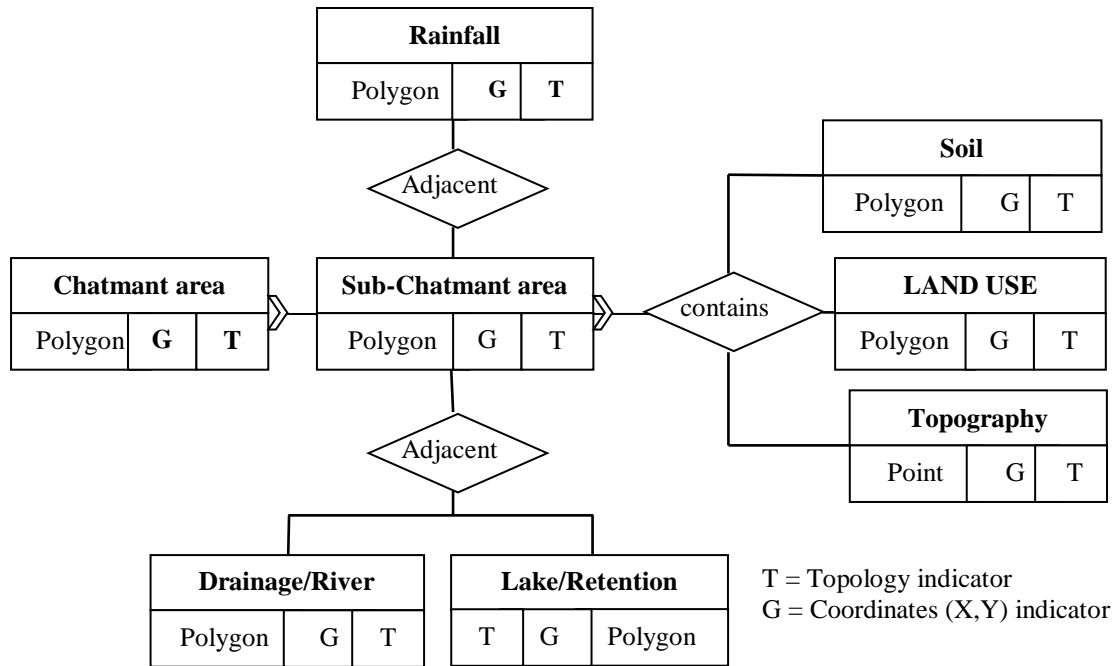 Rainfall
Polygon G T
Adjacent
Soil
Polygon G T
Chatmant area
Polygon G T
Sub-Chatmant area
Polygon G T
contains
LAND USE
Polygon G T
Topography
Point G T
Adjacent
Drainage/River
Polygon G T
Lake/Retention
T G Polygon
T = Topology indicator
G = Coordinates (X,Y) indicator